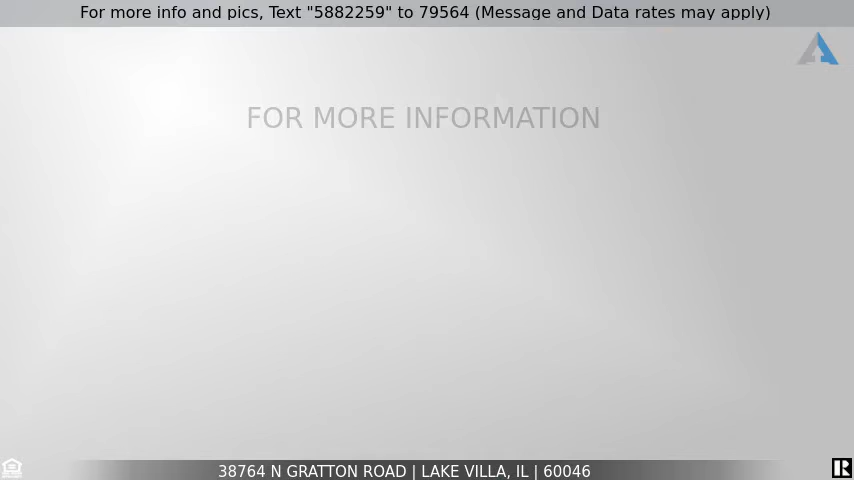 For more info and pics, Text "5882259" to 79564 (Message and Data rates may apply)
FOR MORE INFORMATION
38764 N GRATTON ROAD | LAKE VILLA, IL | 60046